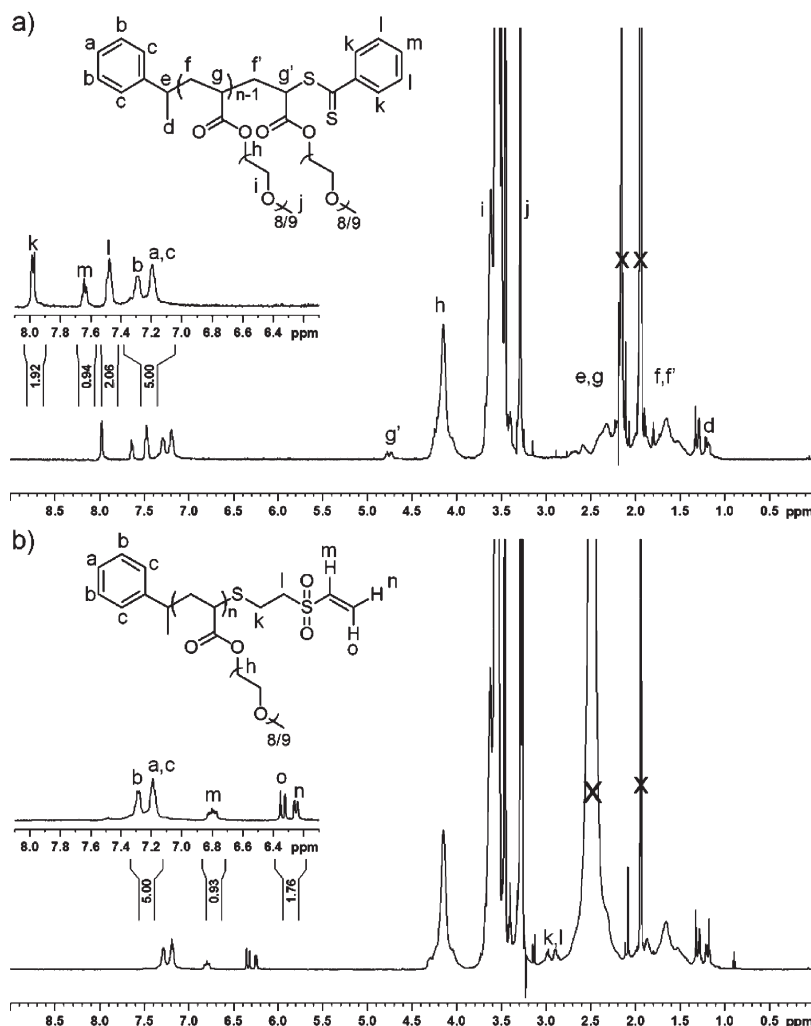 a)
b
a
c
b
c
e
f
g
n-1
f'
g'
d
S
S
k
l
m
l
k
O
O
h
i
O
j
8/9
O
O
O
8/9
k
m
l
b
a,c
8.0 7.8 7.6 7.4 7.2 7.0 6.8 6.6 6.4 ppm
1.92
0.94
2.06
5.00
g'
h
i
j
X X
e,g
f,f'
d
8.5 8.0 7.5 7.0 6.5 6.0 5.5 5.0 4.5 4.0 3.5 3.0 2.5 2.0 1.5 1.0 0.5 ppm
b)
b
a
c
b
c
n
S
k
l
O
S
O
m
H
H
n
H
o
O
O
h
O
8/9
b
a,c
m
o
n
8.0 7.8 7.6 7.4 7.2 7.0 6.8 6.6 6.4 ppm
5.00
0.93
1.76
k,l
X X
8.5 8.0 7.5 7.0 6.5 6.0 5.5 5.0 4.5 4.0 3.5 3.0 2.5 2.0 1.5 1.0 0.5 ppm